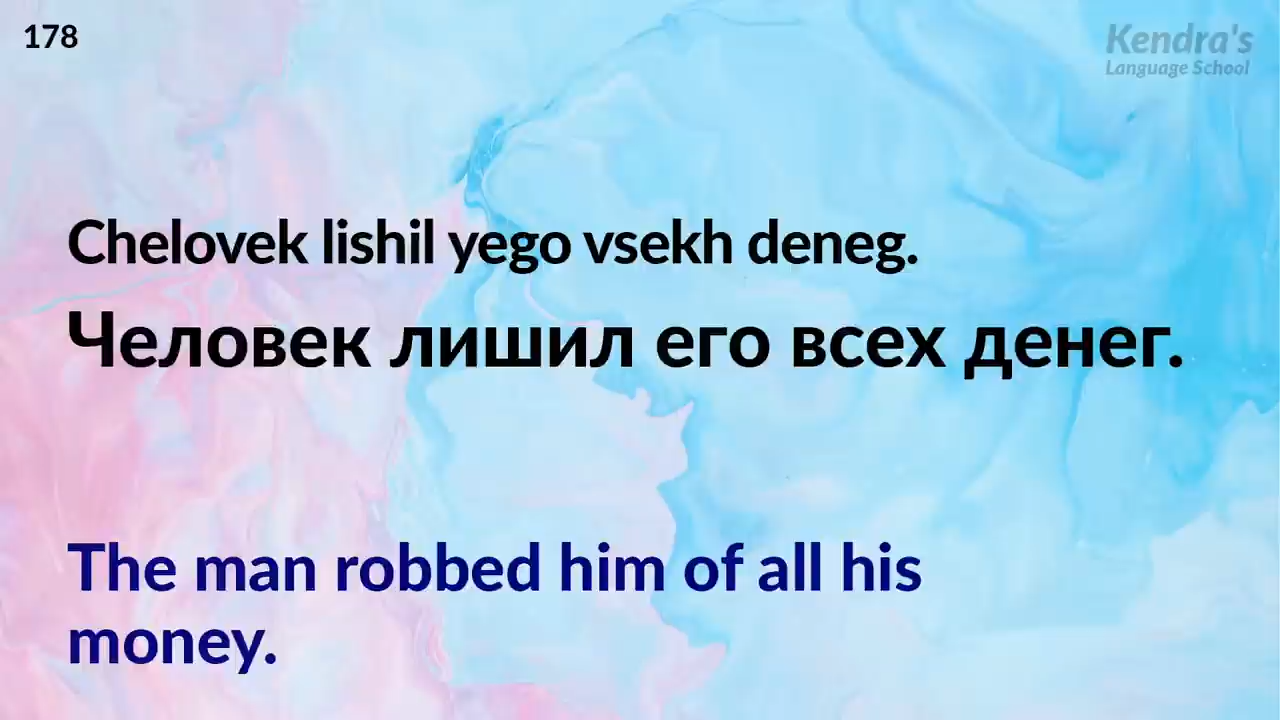 178
Kendra's
Language School
Chelovek lishil yego vsekh deneg.
Человек лишил его всех денег.
The man robbed him of all his
money.